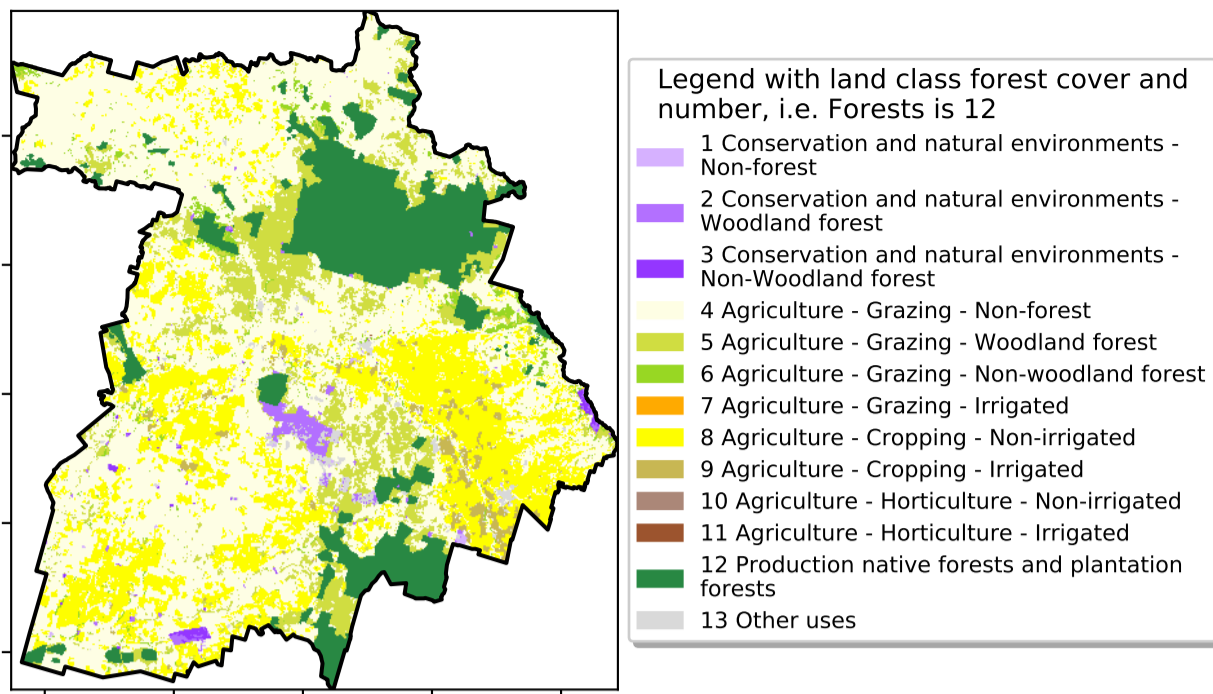 Legend with land class forest cover and
number, i.e. Forests is 12
1 Conservation and natural environments -
Non-forest
2 Conservation and natural environments -
Woodland forest
3 Conservation and natural environments -
Non-Woodland forest
4 Agriculture - Grazing - Non-forest
5 Agriculture - Grazing - Woodland forest
6 Agriculture - Grazing - Non-woodland forest
7 Agriculture - Grazing - Irrigated
8 Agriculture - Cropping - Non-irrigated
9 Agriculture - Cropping - Irrigated
10 Agriculture - Horticulture - Non-irrigated
11 Agriculture - Horticulture - Irrigated
12 Production native forests and plantation
forests
13 Other uses